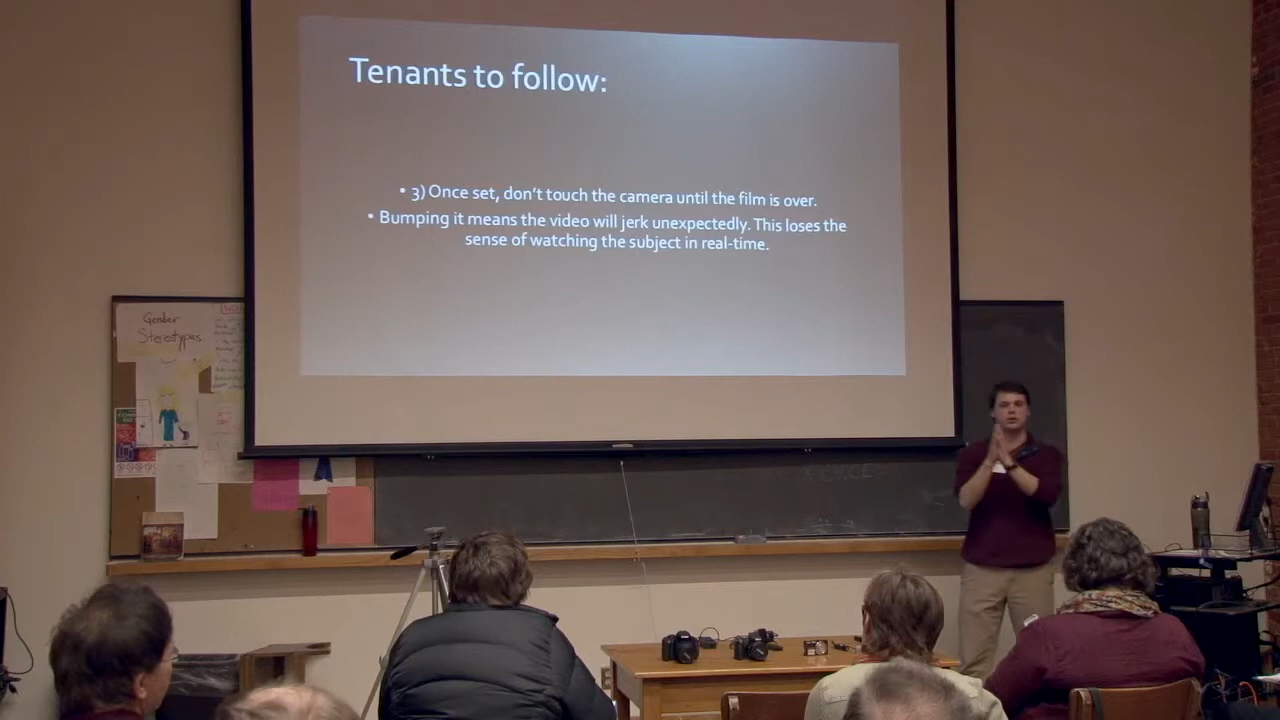 Tenants to follow:
• 3) Once set, don't touch the camera until the film is over.
• Bumping it means the video will jerk unexpectedly. This loses the
sense of watching the subject in real-time.
Gender
Stereotypes